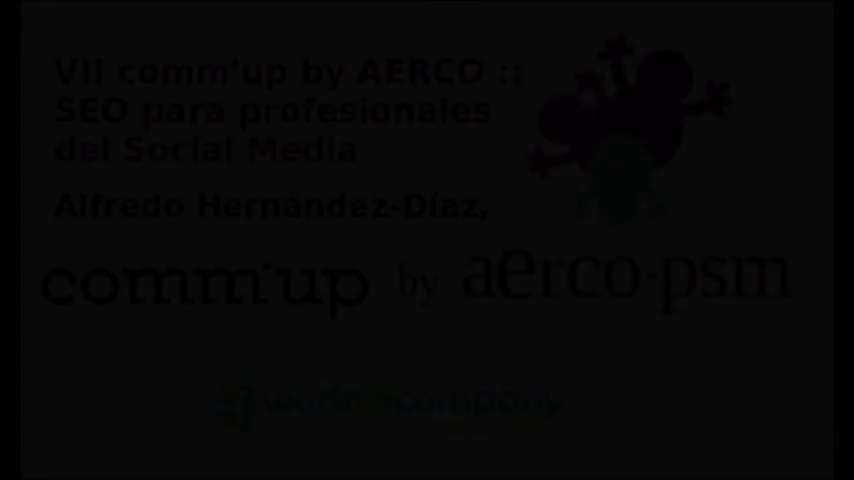 VII comm'up by AERCO ::
SEO para profesionales
del Social Media
Alfredo Hernández-Díaz,
comm'up by aerco-psm
workincompany